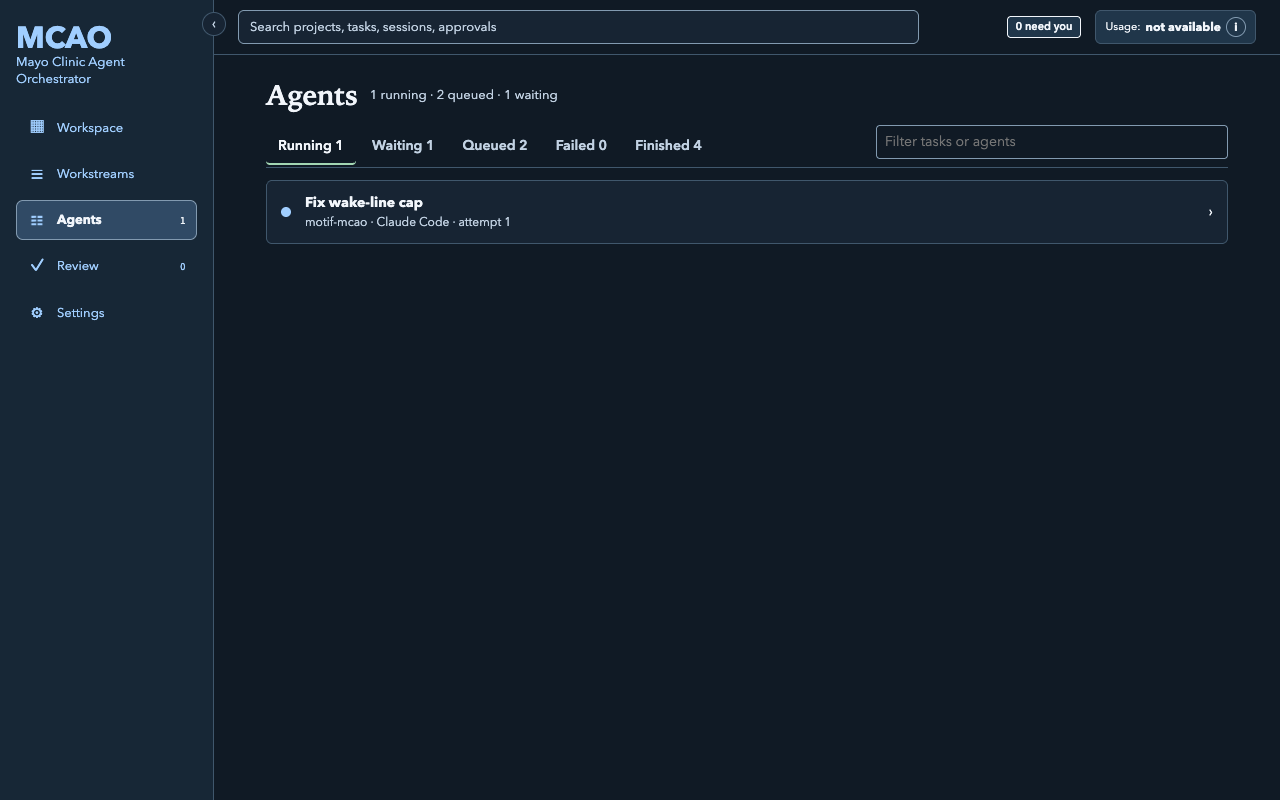 MCAO
Mayo Clinic Agent
Orchestrator
Workspace
Workstreams
Agents 1
Review 0
Settings
‹
Search projects, tasks, sessions, approvals
0 need you
Usage: not available i
Agents 1 running · 2 queued · 1 waiting
Running 1 Waiting 1 Queued 2 Failed 0 Finished 4
Filter tasks or agents
Fix wake-line cap
motif-mcao · Claude Code · attempt 1
›